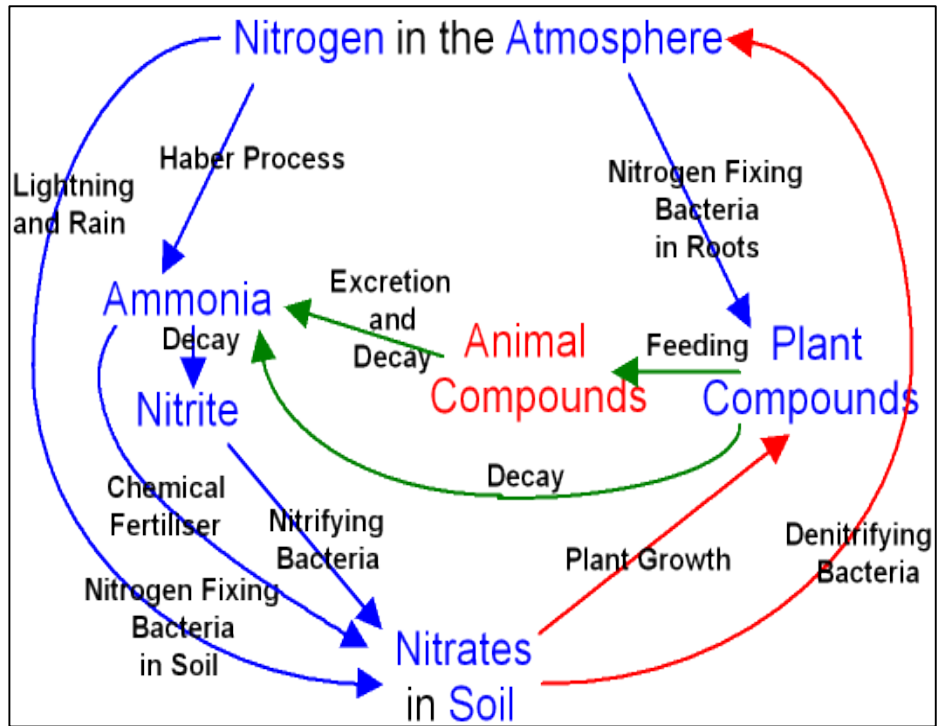 Nitrogen in the Atmosphere
Haber Process
Lightning
and Rain
Nitrogen Fixing
Bacteria
in Roots
Excretion
and
Decay
Ammonia
Decay
Nitrite
Animal
Compounds
Feeding
Plant
Compounds
Decay
Chemical
Fertiliser
Nitrifying
Bacteria
Plant Growth
Denitrifying
Bacteria
Nitrogen Fixing
Bacteria
in Soil
Nitrates
in Soil